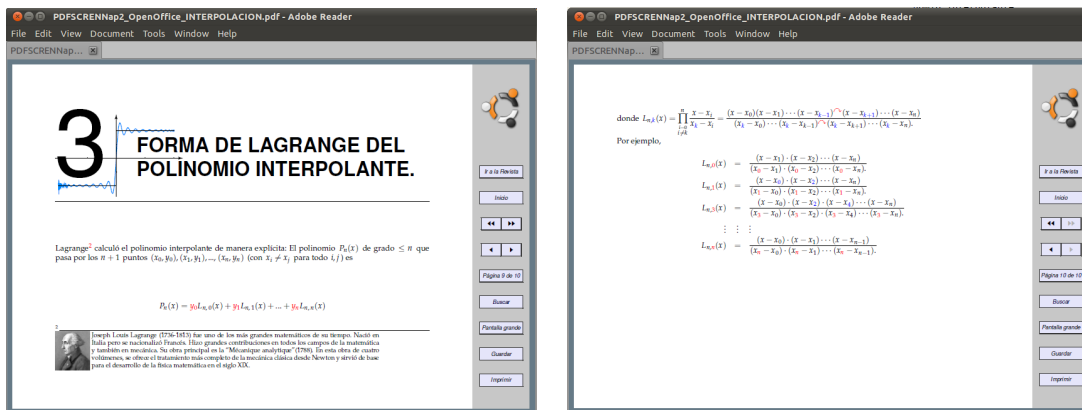 PDFSCRENNap2_OpenOffice_INTERPOLACION.pdf - Adobe Reader
File Edit View Document Tools Window Help
PDFSCRENNap...
3
FORMA DE LAGRANGE DEL
POLINOMIO INTERPOLANTE.
Lagrange² calculó el polinomio interpolante de manera explícita: El polinomio Pₙ(x) de grado ≤ n que
pasa por los n + 1 puntos (x₀, y₀), (x₁, y₁), ..., (xₙ, yₙ) (con xᵢ ≠ xⱼ para todo i, j) es
Pₙ(x) = y₀Lₙ,₀(x) + y₁Lₙ,₁(x) + ... + yₙLₙ,ₙ(x)
2
Joseph Louis Lagrange (1736-1813) fue uno de los más grandes matemáticos de su tiempo. Nació en
Italia pero se nacionalizó Francés. Hizo grandes contribuciones en todos los campos de la matemática
y también en mecánica. Su obra principal es la "Mécanique analytique"(1788). En esta obra de cuatro
volúmenes, se ofrece el tratamiento más completo de la mecánica clásica desde Newton y sirvió de base
para el desarrollo de la física matemática en el siglo XIX.
Ir a la Revista
Inicio
Página 9 de 10
Buscar
Pantalla grande
Guardar
Imprimir
PDFSCRENNap2_OpenOffice_INTERPOLACION.pdf - Adobe Reader
File Edit View Document Tools Window Help
PDFSCRENNap...
donde Lₙ,ₖ(x) = ∏ⁿ i=0 i≠k (x − xᵢ)/(xₖ − xᵢ) = (x − x₀)(x − x₁) ··· (x − xₖ₋₁)(x − xₖ₊₁) ··· (x − xₙ)/(xₖ − x₀) ··· (xₖ − xₖ₋₁)(xₖ − xₖ₊₁) ··· (xₖ − xₙ).
Por ejemplo,
Lₙ,₀(x) = (x − x₁) · (x − x₂) ··· (x − xₙ)/(x₀ − x₁) · (x₀ − x₂) ··· (x₀ − xₙ).
Lₙ,₁(x) = (x − x₀) · (x − x₂) ··· (x − xₙ)/(x₁ − x₀) · (x₁ − x₂) ··· (x₁ − xₙ).
Lₙ,₃(x) = (x − x₀) · (x − x₂) · (x − x₄) ··· (x − xₙ)/(x₃ − x₀) · (x₃ − x₂) · (x₃ − x₄) ··· (x₃ − xₙ).
⋮ ⋮ ⋮
Lₙ,ₙ(x) = (x − x₀) · (x − x₁) ··· (x − xₙ₋₁)/(xₙ − x₀) · (xₙ − x₁) ··· (xₙ − xₙ₋₁).
Ir a la Revista
Inicio
Página 10 de 10
Buscar
Pantalla grande
Guardar
Imprimir